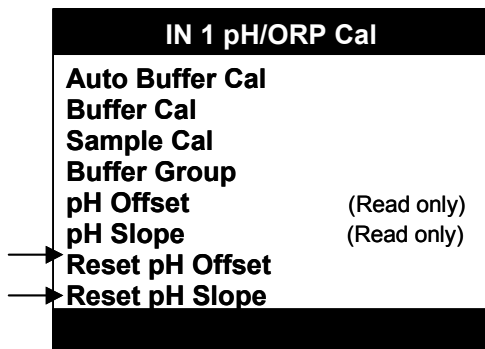 IN 1 pH/ORP Cal
Auto Buffer Cal
Buffer Cal
Sample Cal
Buffer Group
pH Offset (Read only)
pH Slope (Read only)
Reset pH Offset
Reset pH Slope